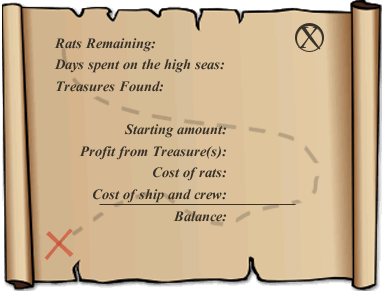 Rats Remaining:
Days spent on the high seas:
Treasures Found:
Starting amount:
Profit from Treasure(s):
Cost of rats:
Cost of ship and crew:
Balance: